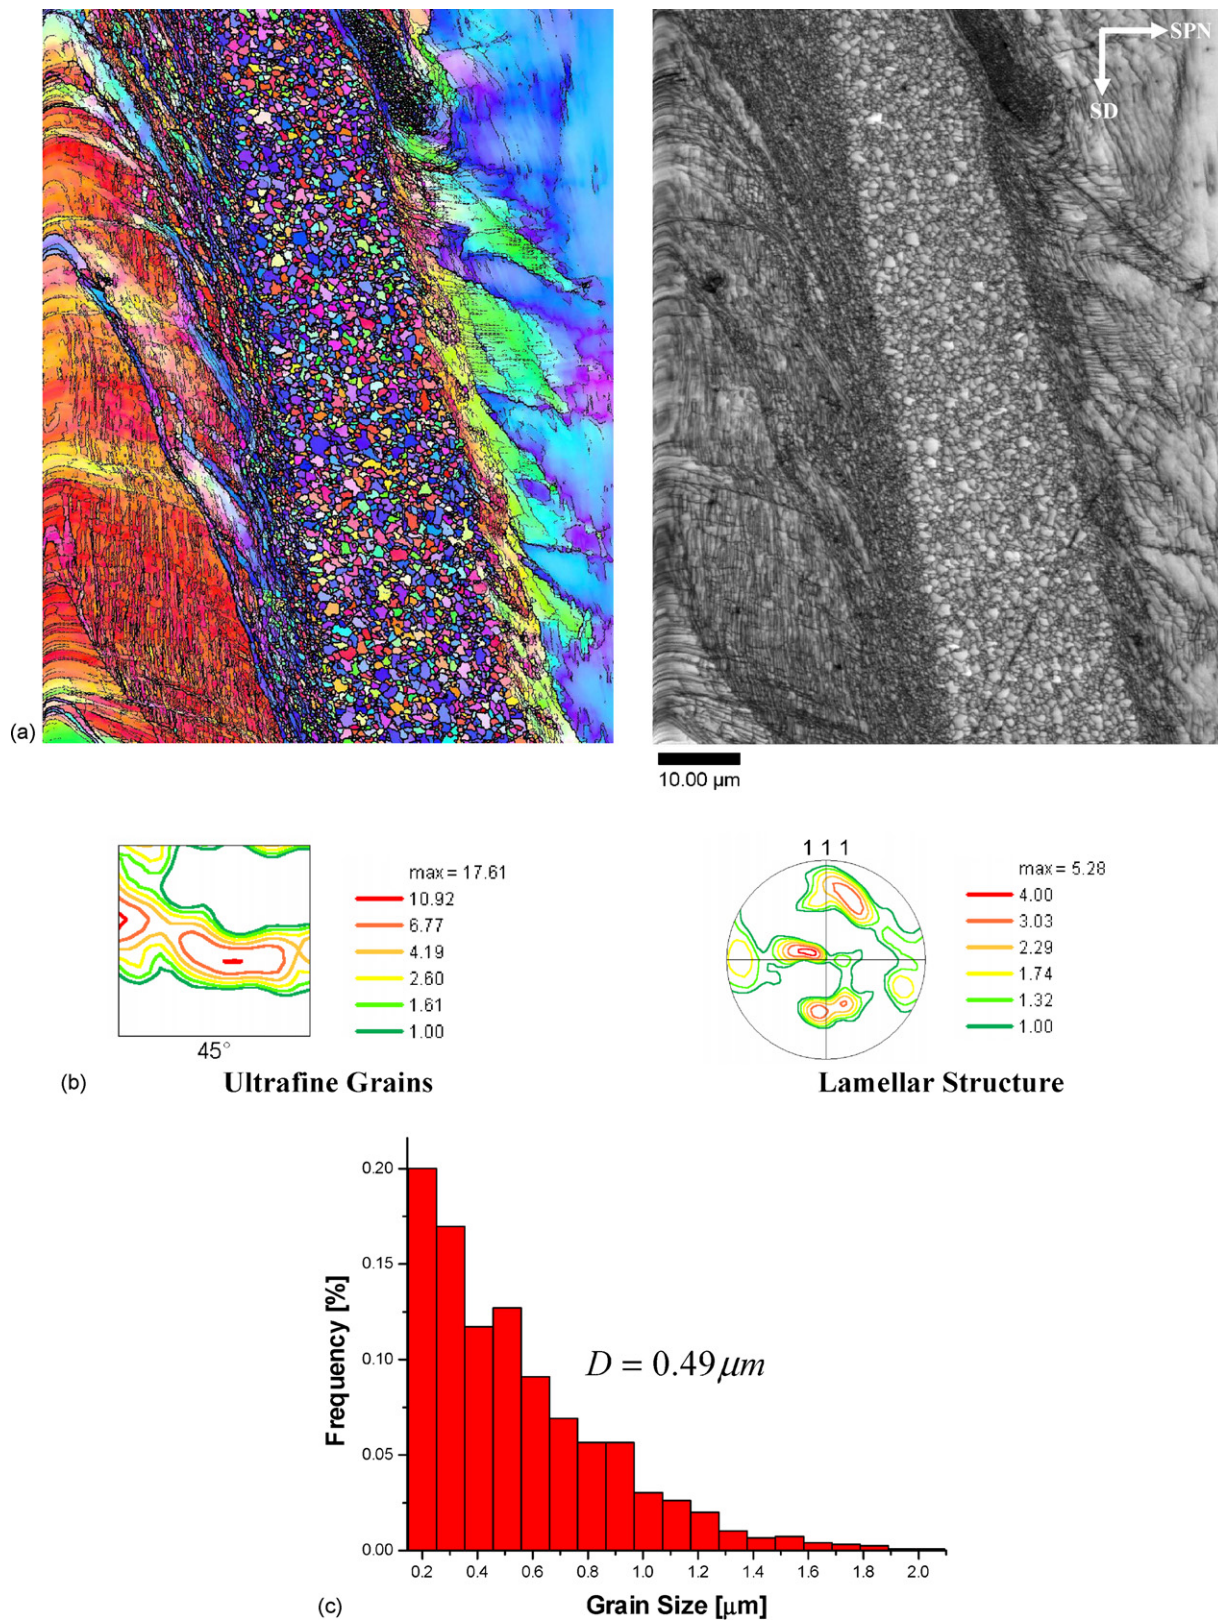 SPN
SD
(a)
10.00 µm
max = 17.61
10.92
6.77
4.19
2.60
1.61
1.00
45°
1 1 1
max = 5.28
4.00
3.03
2.29
1.74
1.32
1.00
(b)
Ultrafine Grains
Lamellar Structure
0.20
0.15
0.10
0.05
0.00
Frequency [%]
D = 0.49µm
0.2 0.4 0.6 0.8 1.0 1.2 1.4 1.6 1.8 2.0
Grain Size [µm]
(c)